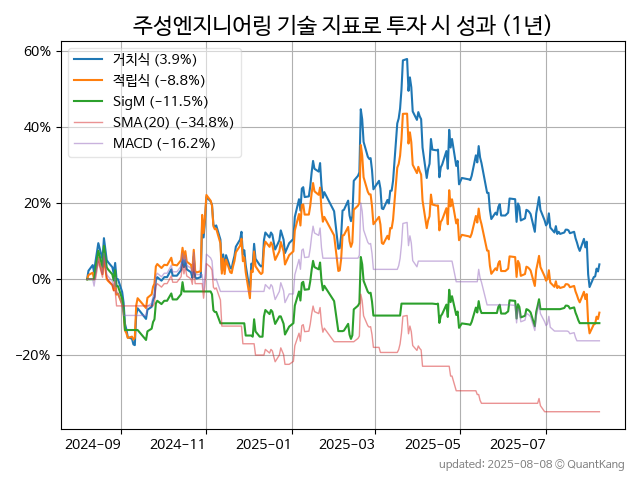 주성엔지니어링 기술 지표로 투자 시 성과 (1년)
60%
40%
20%
0%
−20%
거치식 (3.9%)
적립식 (−8.8%)
SigM (−11.5%)
SMA(20) (−34.8%)
MACD (−16.2%)
2024-09
2024-11
2025-01
2025-03
2025-05
2025-07
updated: 2025-08-08 ⓒ QuantKang